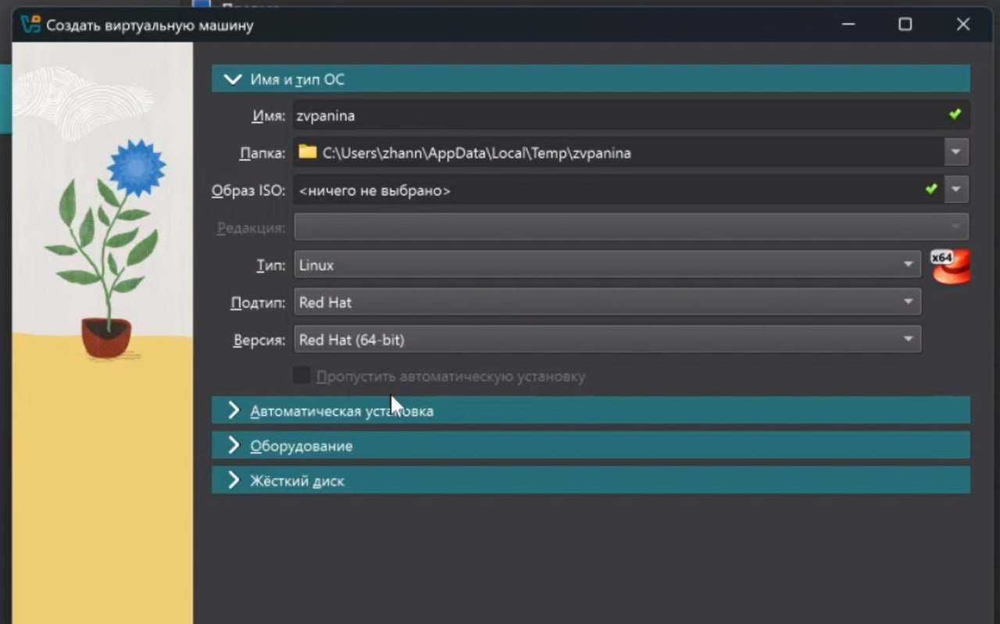 Создать виртуальную машину
Имя и тип ОС
Имя: zvpanina
Папка: C:\Users\zhann\AppData\Local\Temp\zvpanina
Образ ISO: <ничего не выбрано>
Редакция:
Тип: Linux
x64
Подтип: Red Hat
Версия: Red Hat (64-bit)
Пропустить автоматическую установку
Автоматическая установка
Оборудование
Жёсткий диск